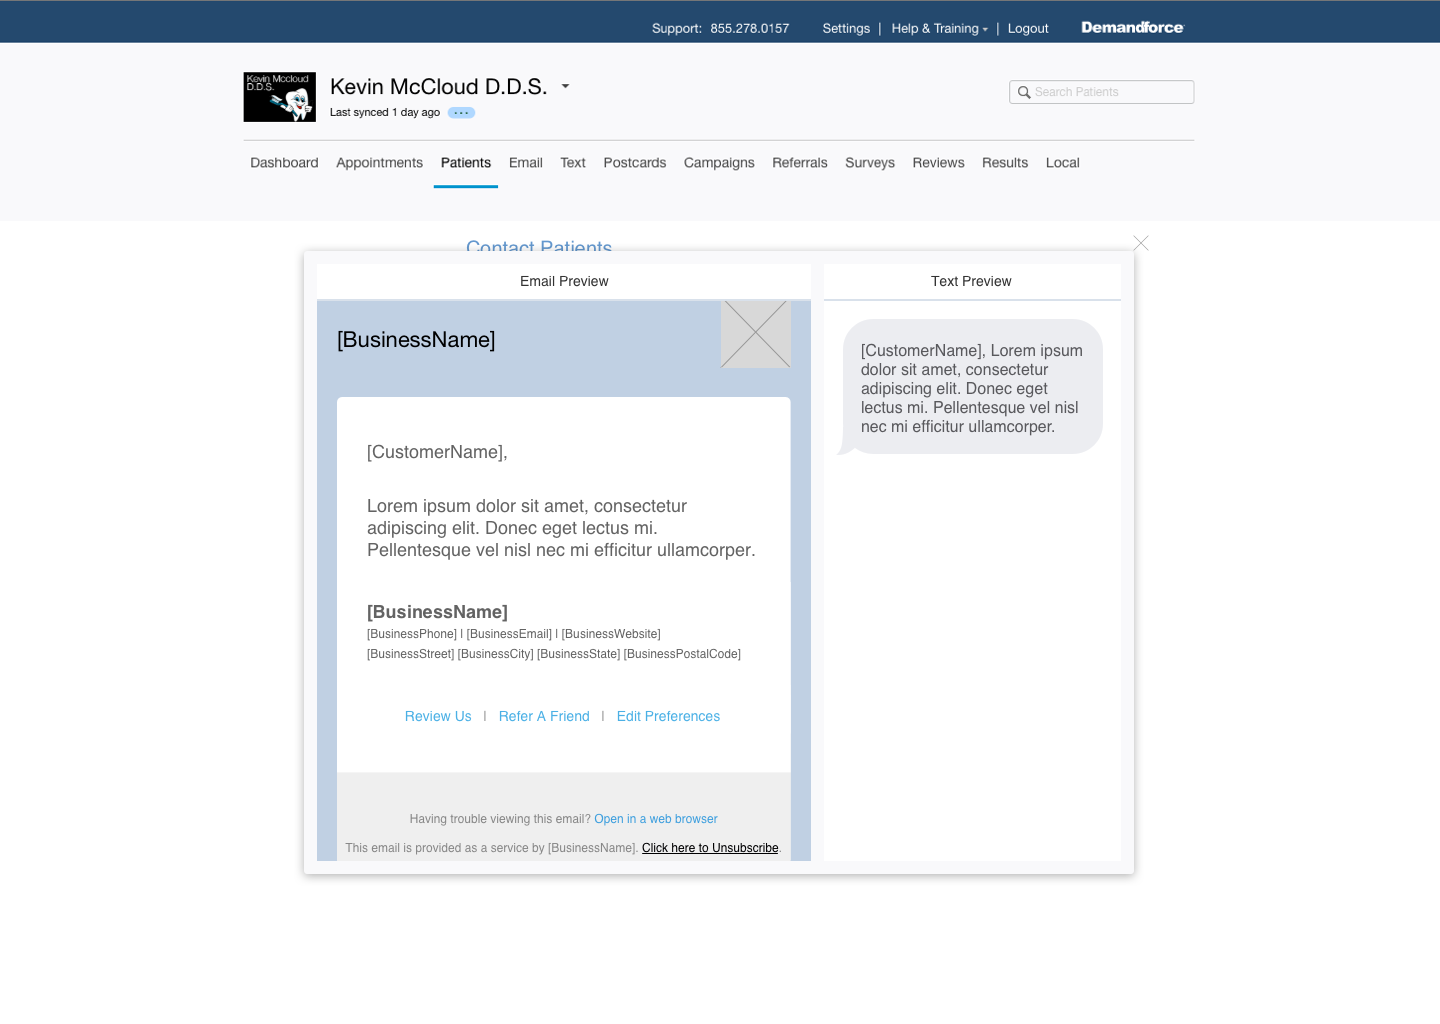 Support: 855.278.0157 Settings | Help & Training | Logout Demandforce
Kevin Mccloud
D.D.S.
Kevin McCloud D.D.S.
Last synced 1 day ago
Search Patients
Dashboard Appointments Patients Email Text Postcards Campaigns Referrals Surveys Reviews Results Local
Contact Patients
Email Preview
[BusinessName]
[CustomerName],
Lorem ipsum dolor sit amet, consectetur
adipiscing elit. Donec eget lectus mi.
Pellentesque vel nisl nec mi efficitur ullamcorper.
[BusinessName]
[BusinessPhone] | [BusinessEmail] | [BusinessWebsite]
[BusinessStreet] [BusinessCity] [BusinessState] [BusinessPostalCode]
Review Us | Refer A Friend | Edit Preferences
Having trouble viewing this email? Open in a web browser
This email is provided as a service by [BusinessName]. Click here to Unsubscribe.
Text Preview
[CustomerName], Lorem ipsum
dolor sit amet, consectetur
adipiscing elit. Donec eget
lectus mi. Pellentesque vel nisl
nec mi efficitur ullamcorper.